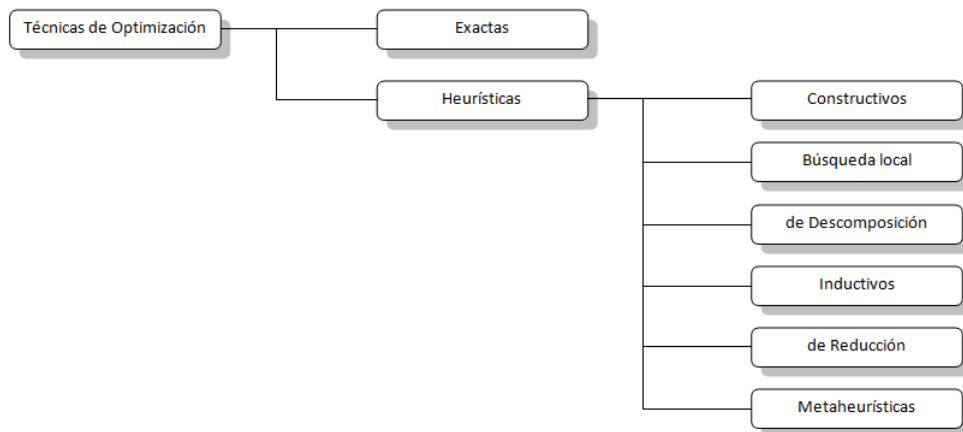 Técnicas de Optimización
Exactas
Heurísticas
Constructivos
Búsqueda local
de Descomposición
Inductivos
de Reducción
Metaheurísticas